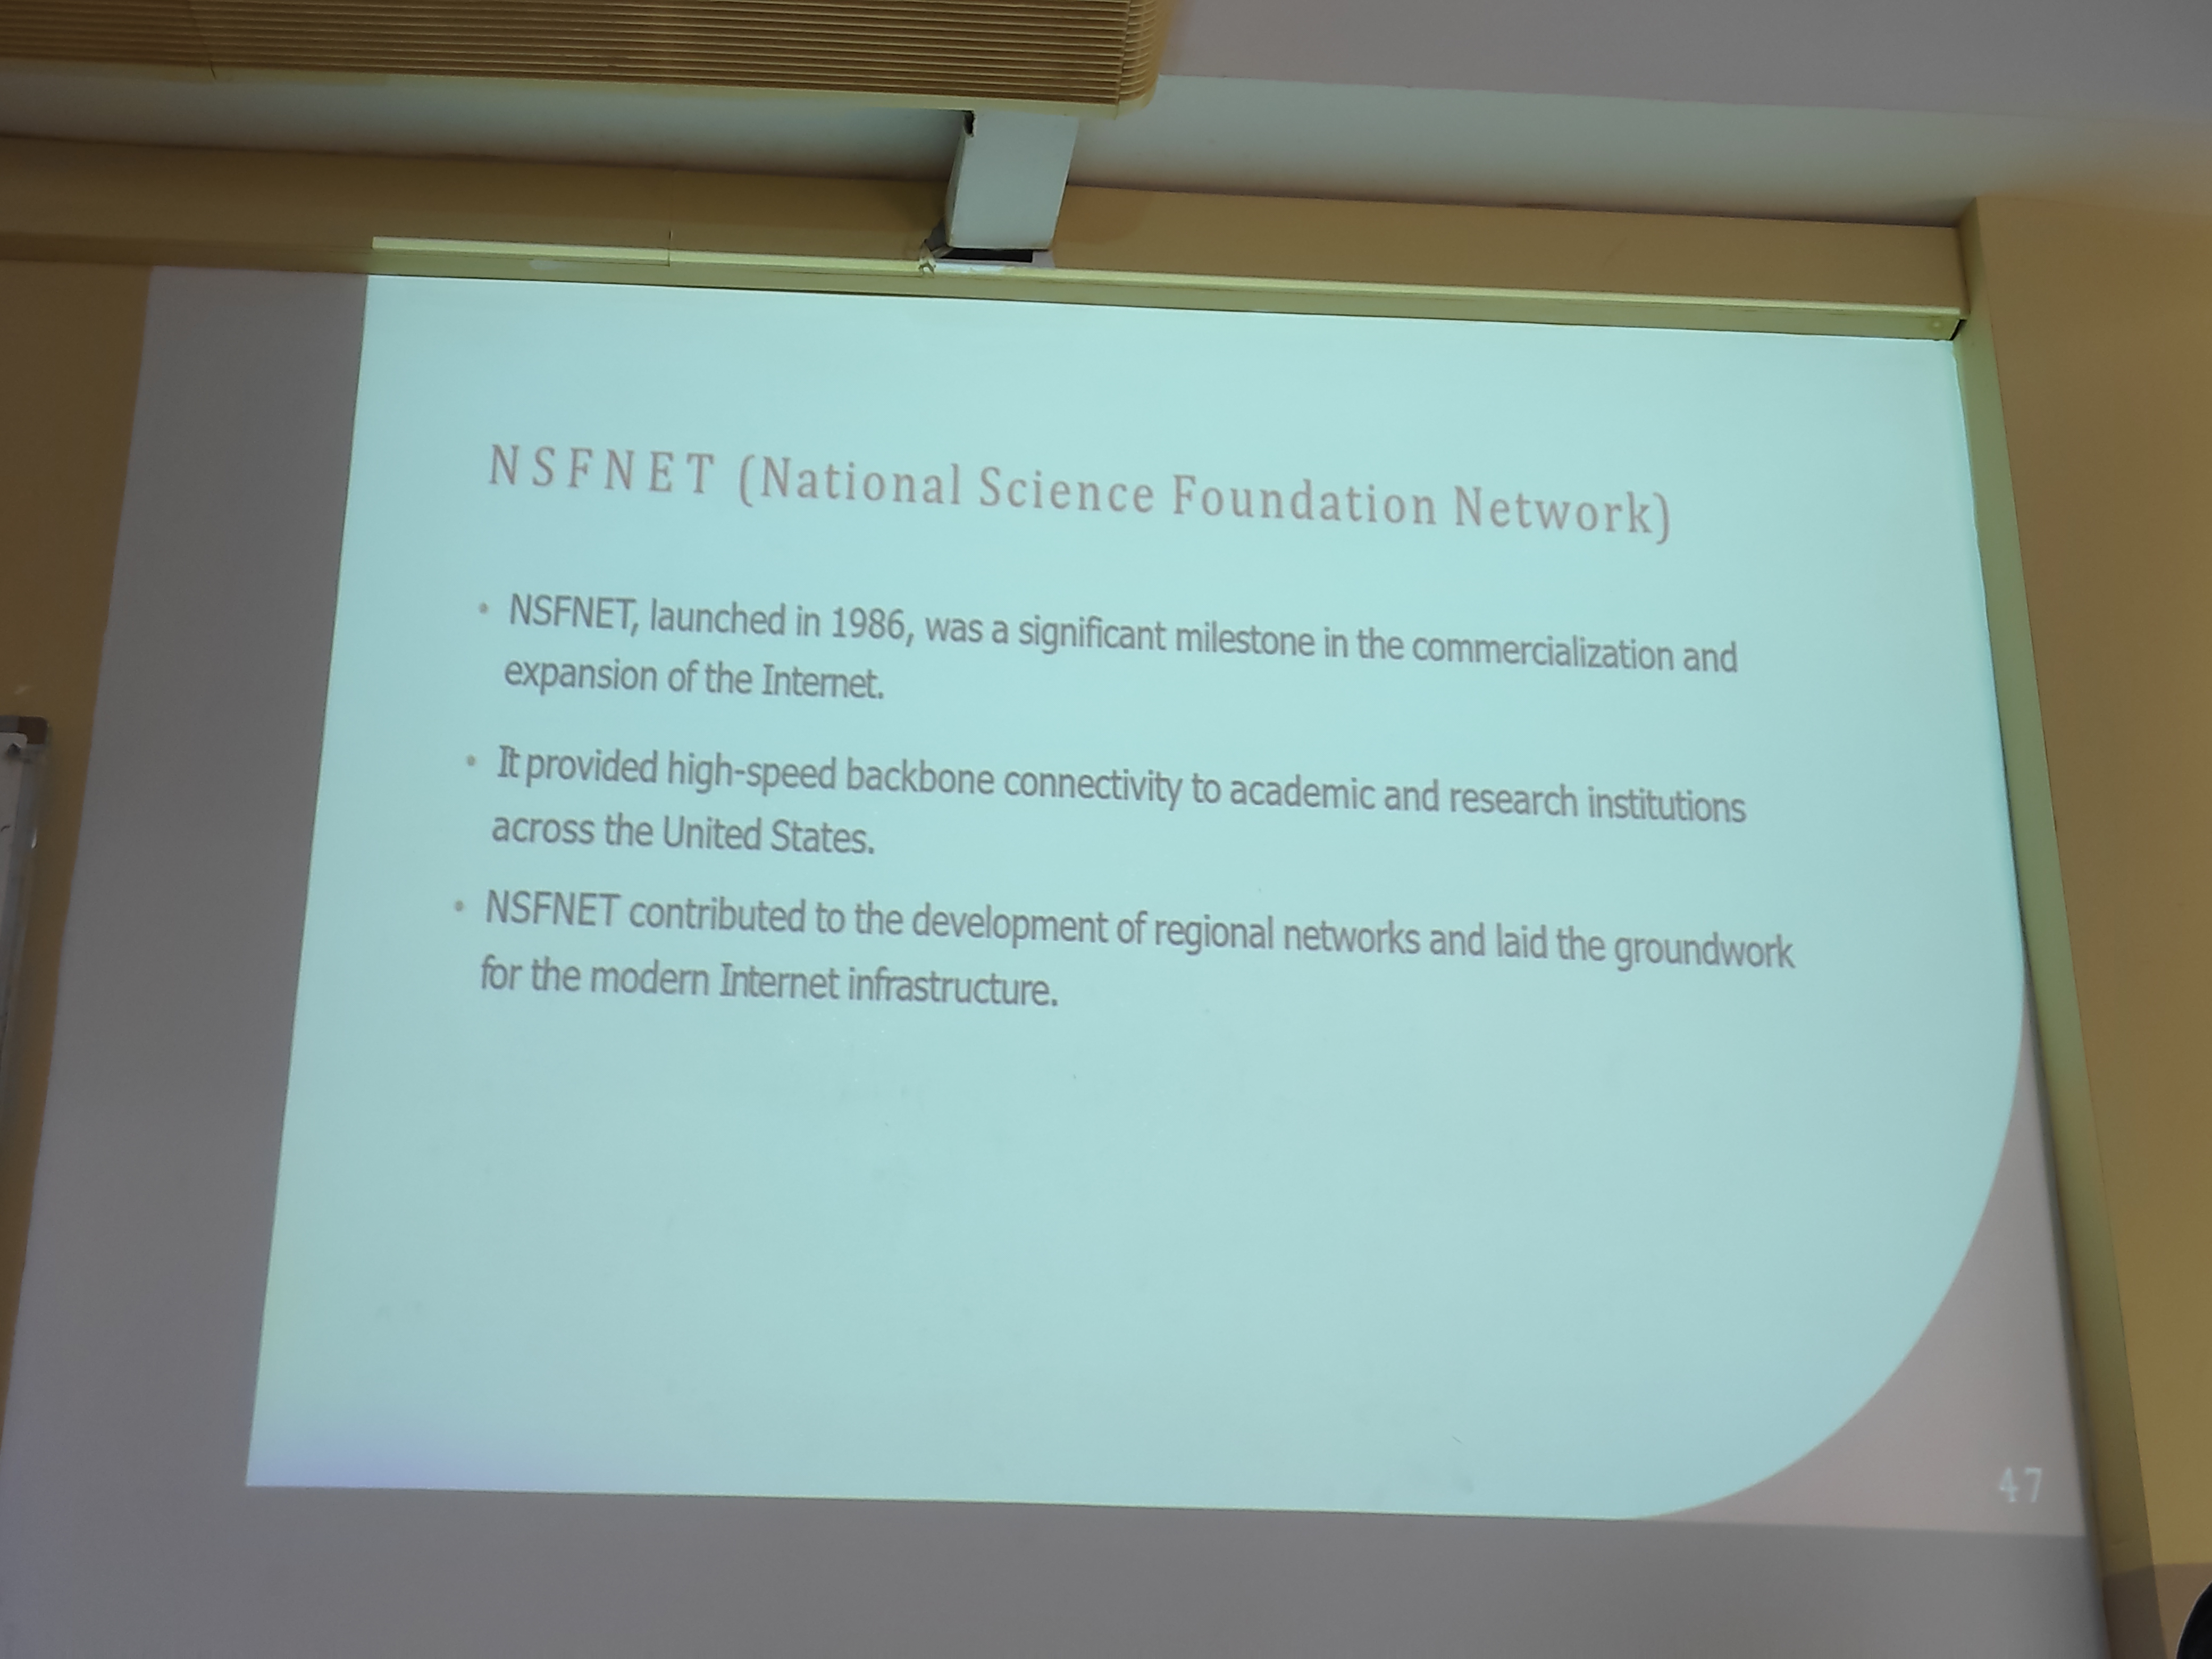 NSFNET (National Science Foundation Network)
• NSFNET, launched in 1986, was a significant milestone in the commercialization and
expansion of the Internet.
• It provided high-speed backbone connectivity to academic and research institutions
across the United States.
• NSFNET contributed to the development of regional networks and laid the groundwork
for the modern Internet infrastructure.
47